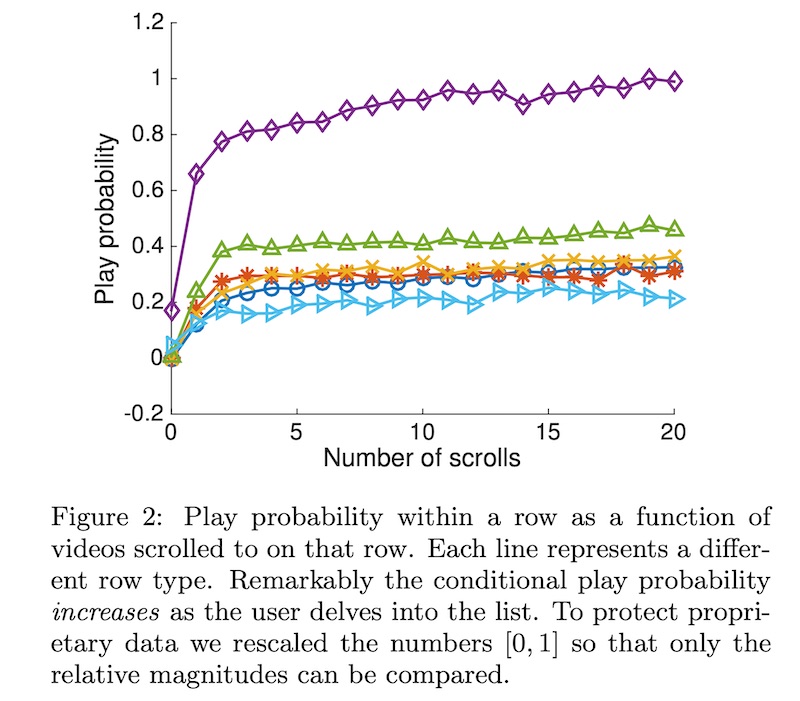 1.2
1
0.8
0.6
0.4
0.2
0
-0.2
Play probability
0 5 10 15 20
Number of scrolls
Figure 2: Play probability within a row as a function of
videos scrolled to on that row. Each line represents a differ-
ent row type. Remarkably the conditional play probability
increases as the user delves into the list. To protect propri-
etary data we rescaled the numbers [0, 1] so that only the
relative magnitudes can be compared.